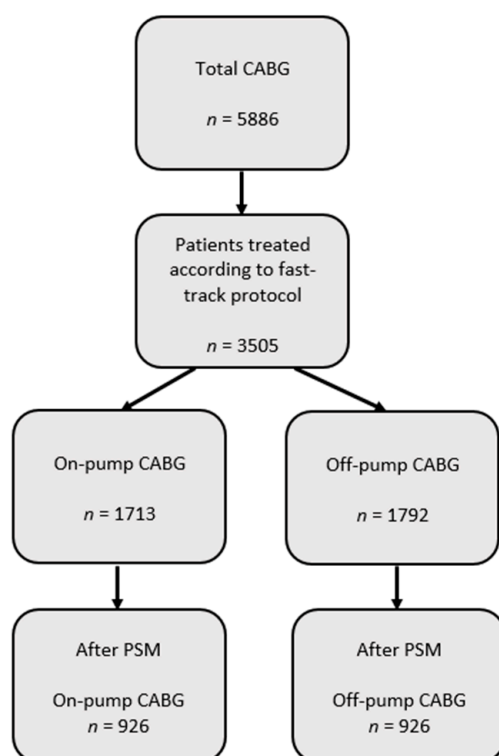 Total CABG
n = 5886
Patients treated
according to fast-
track protocol
n = 3505
On-pump CABG
n = 1713
Off-pump CABG
n = 1792
After PSM
On-pump CABG
n = 926
After PSM
Off-pump CABG
n = 926